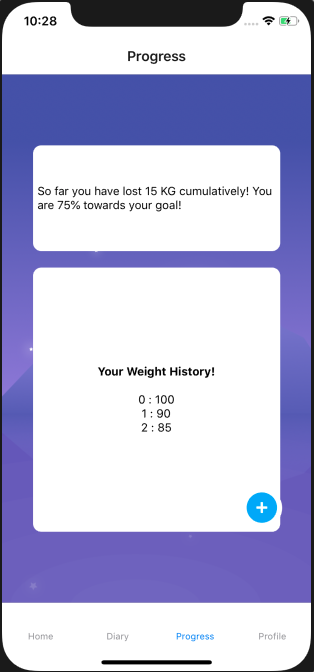 10:28
Progress
So far you have lost 15 KG cumulatively! You
are 75% towards your goal!
Your Weight History!
0 : 100
1 : 90
2 : 85
+
Home
Diary
Progress
Profile